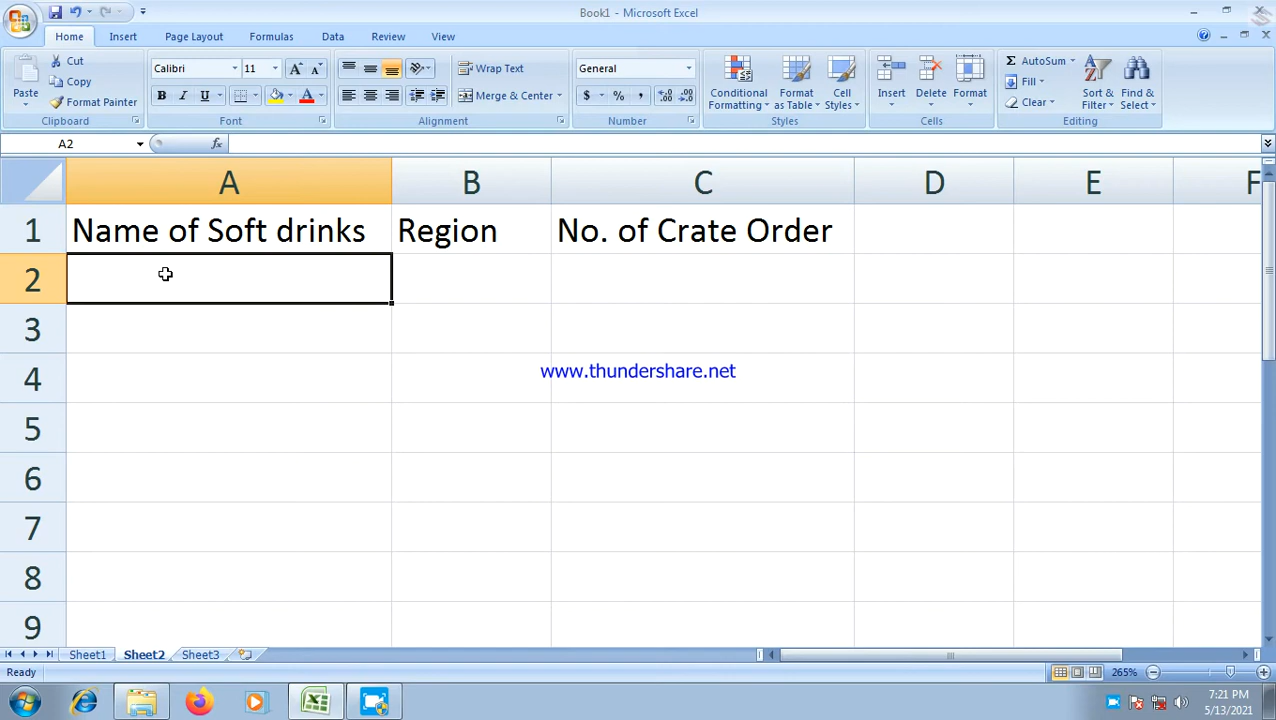 Book1 - Microsoft Excel
Home Insert Page Layout Formulas Data Review View
Paste
Cut
Copy
Format Painter
Clipboard
Calibri 11
B I U
Font
Wrap Text
Merge & Center
Alignment
General
$ % ,
Number
Conditional Formatting
Format as Table
Cell Styles
Styles
Insert Delete Format
Cells
AutoSum
Fill
Clear
Sort & Filter
Find & Select
Editing
A2 fx
A B C D E F
1 Name of Soft drinks Region No. of Crate Order
2
3
4
www.thundershare.net
5
6
7
8
9
Sheet1 Sheet2 Sheet3
Ready 265%
7:21 PM
5/13/2021